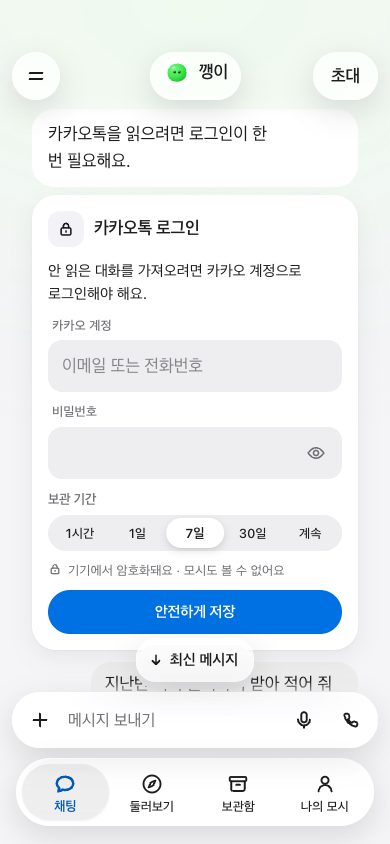 깽이
초대
카카오톡을 읽으려면 로그인이 한
번 필요해요.
카카오톡 로그인
안 읽은 대화를 가져오려면 카카오 계정으로
로그인해야 해요.
카카오 계정
이메일 또는 전화번호
비밀번호
보관 기간
1시간 1일 7일 30일 계속
기기에서 암호화돼요 · 모시도 볼 수 없어요
안전하게 저장
최신 메시지
받아 적어 줘
메시지 보내기
채팅 둘러보기 보관함 나의 모시